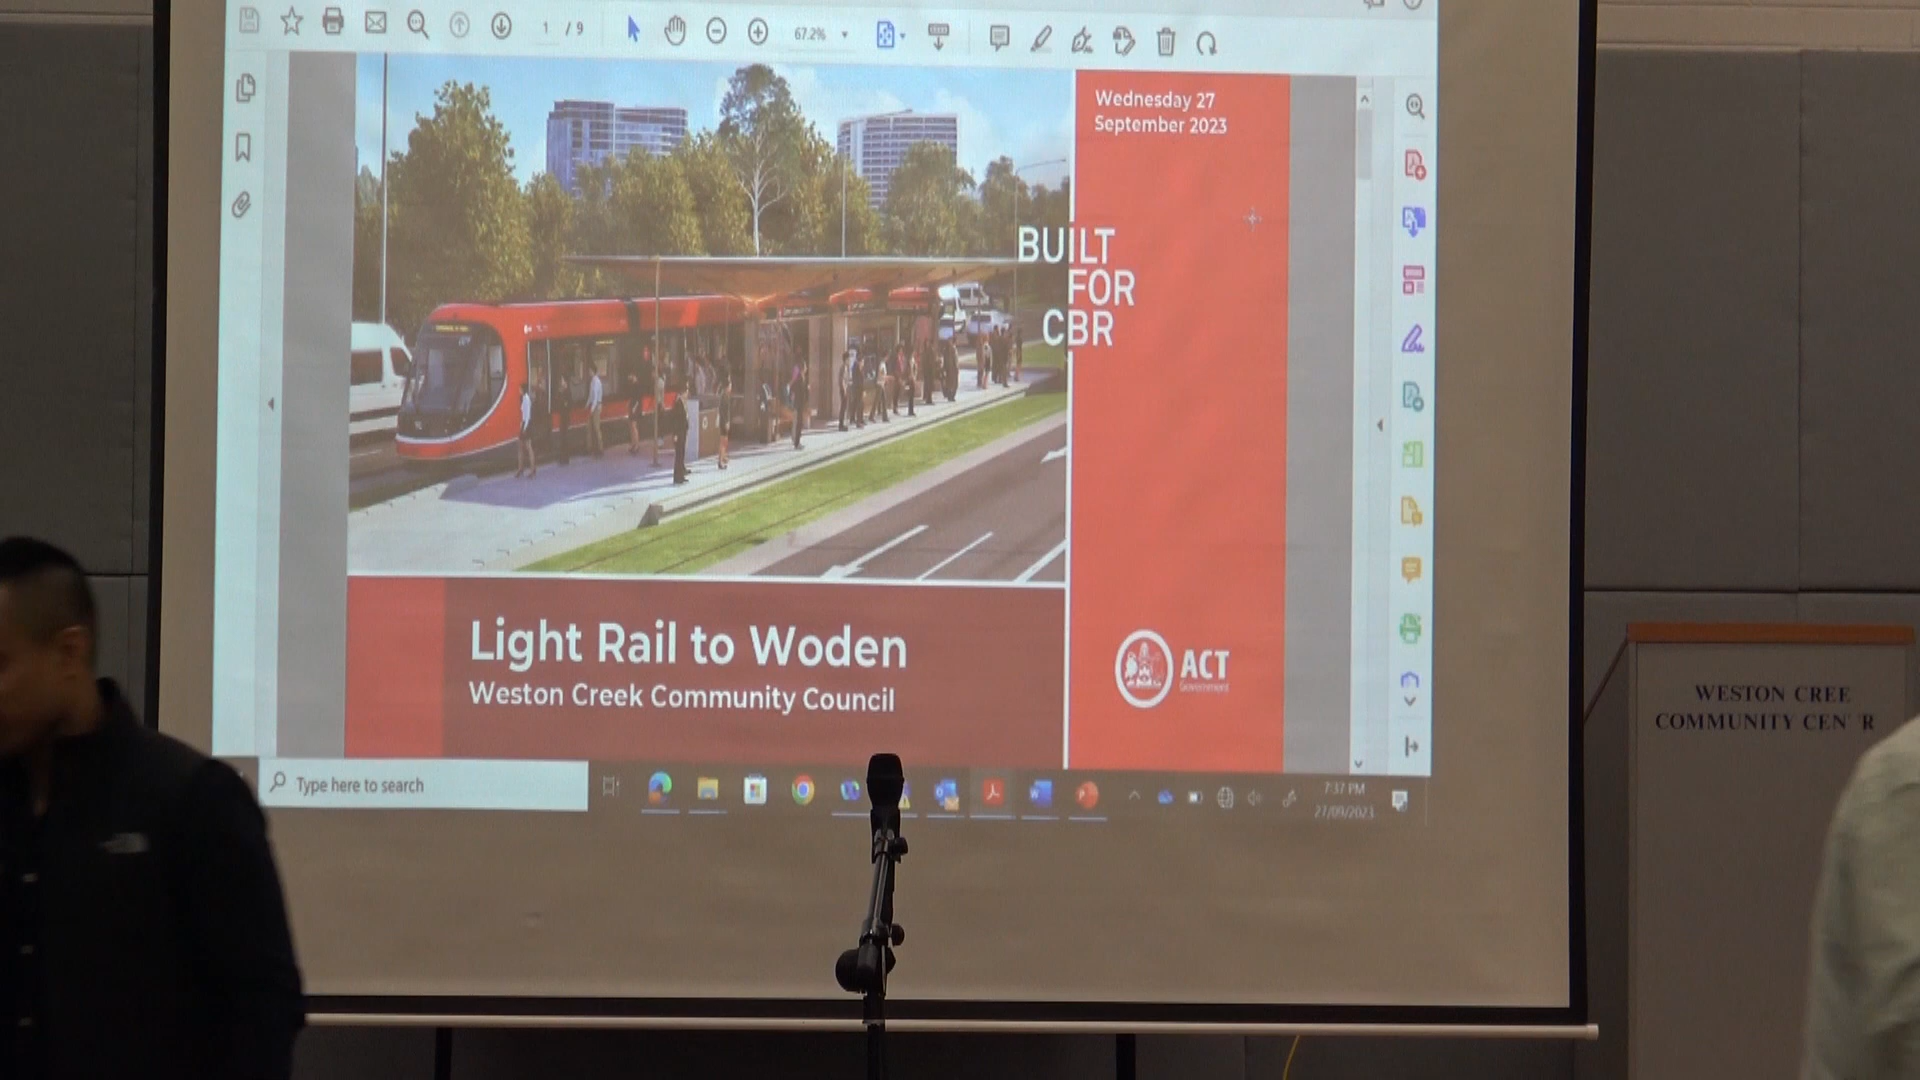 1 / 9
67.2%
Wednesday 27
September 2023
BUILT
FOR
CBR
Light Rail to Woden
Weston Creek Community Council
ACT
Government
Type here to search
7:37 PM
27/09/2023
WESTON CREE
COMMUNITY CEN R